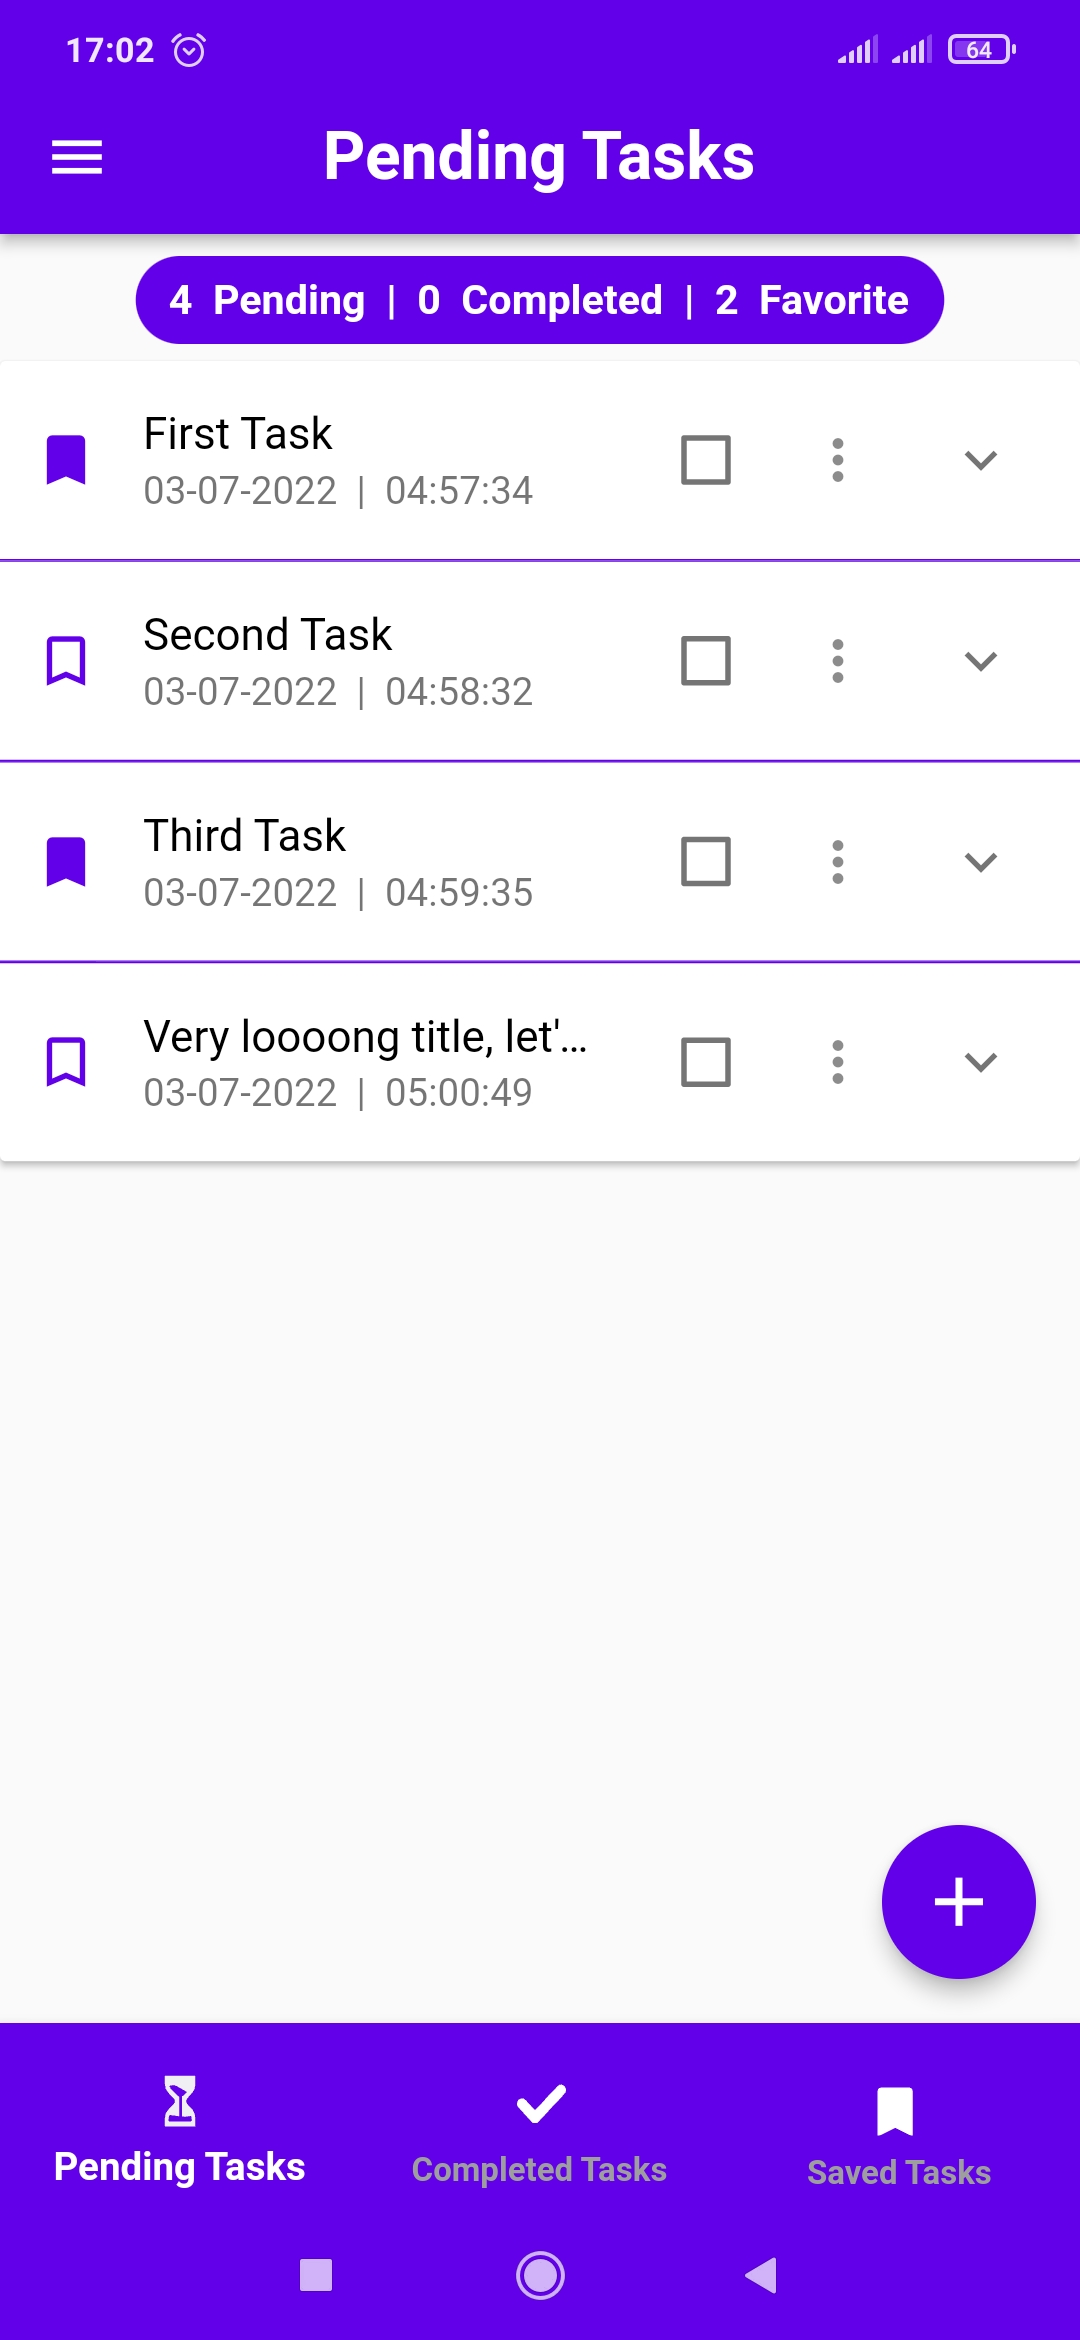 17:02
64
Pending Tasks
4 Pending | 0 Completed | 2 Favorite
First Task
03-07-2022 | 04:57:34
Second Task
03-07-2022 | 04:58:32
Third Task
03-07-2022 | 04:59:35
Very loooong title, let'...
03-07-2022 | 05:00:49
Pending Tasks
Completed Tasks
Saved Tasks